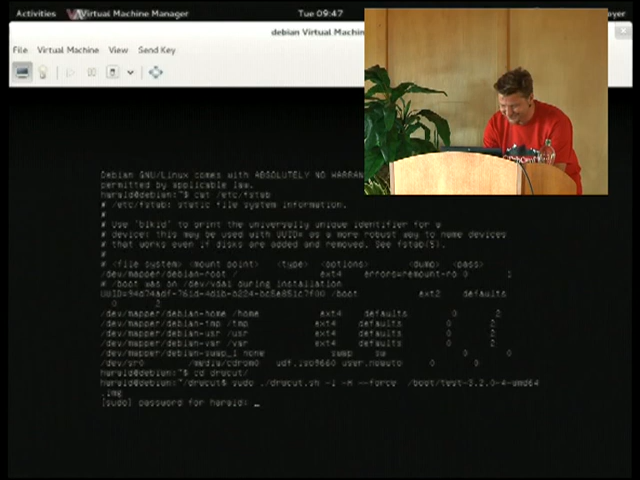 Activities Virtual Machine Manager Tue 09:47
debian Virtual Machin
File Virtual Machine View Send Key
Debian GNU/Linux comes with ABSOLUTELY NO WARRAN
permitted by applicable law.
harald@debian:~$ cat /etc/fstab
# /etc/fstab: static file system information.
#
# Use 'blkid' to print the universally unique identifier for a
# device; this may be used with UUID= as a more robust way to name devices
# that works even if disks are added and removed. See fstab(5).
#
# <file system> <mount point> <type> <options> <dump> <pass>
/dev/mapper/debian-root / ext4 errors=remount-ro 0 1
# /boot was on /dev/vda1 during installation
/boot ext2 defaults
0 2
/dev/mapper/debian-home /home ext4 defaults 0 2
/dev/mapper/debian-tmp /tmp ext4 defaults 0 2
/dev/mapper/debian-usr /usr ext4 defaults 0 2
/dev/mapper/debian-var /var ext4 defaults 0 2
/dev/mapper/debian-swap_1 none swap sw 0 0
/dev/sr0 /media/cdrom0 udf,iso9660 user,noauto 0 0
harald@debian:~$ cd dracut/
harald@debian:~/dracut$ sudo ./dracut.sh -l -H --force /boot/test-3.2.0-4-amd64
.img
[sudo] password for harald: _